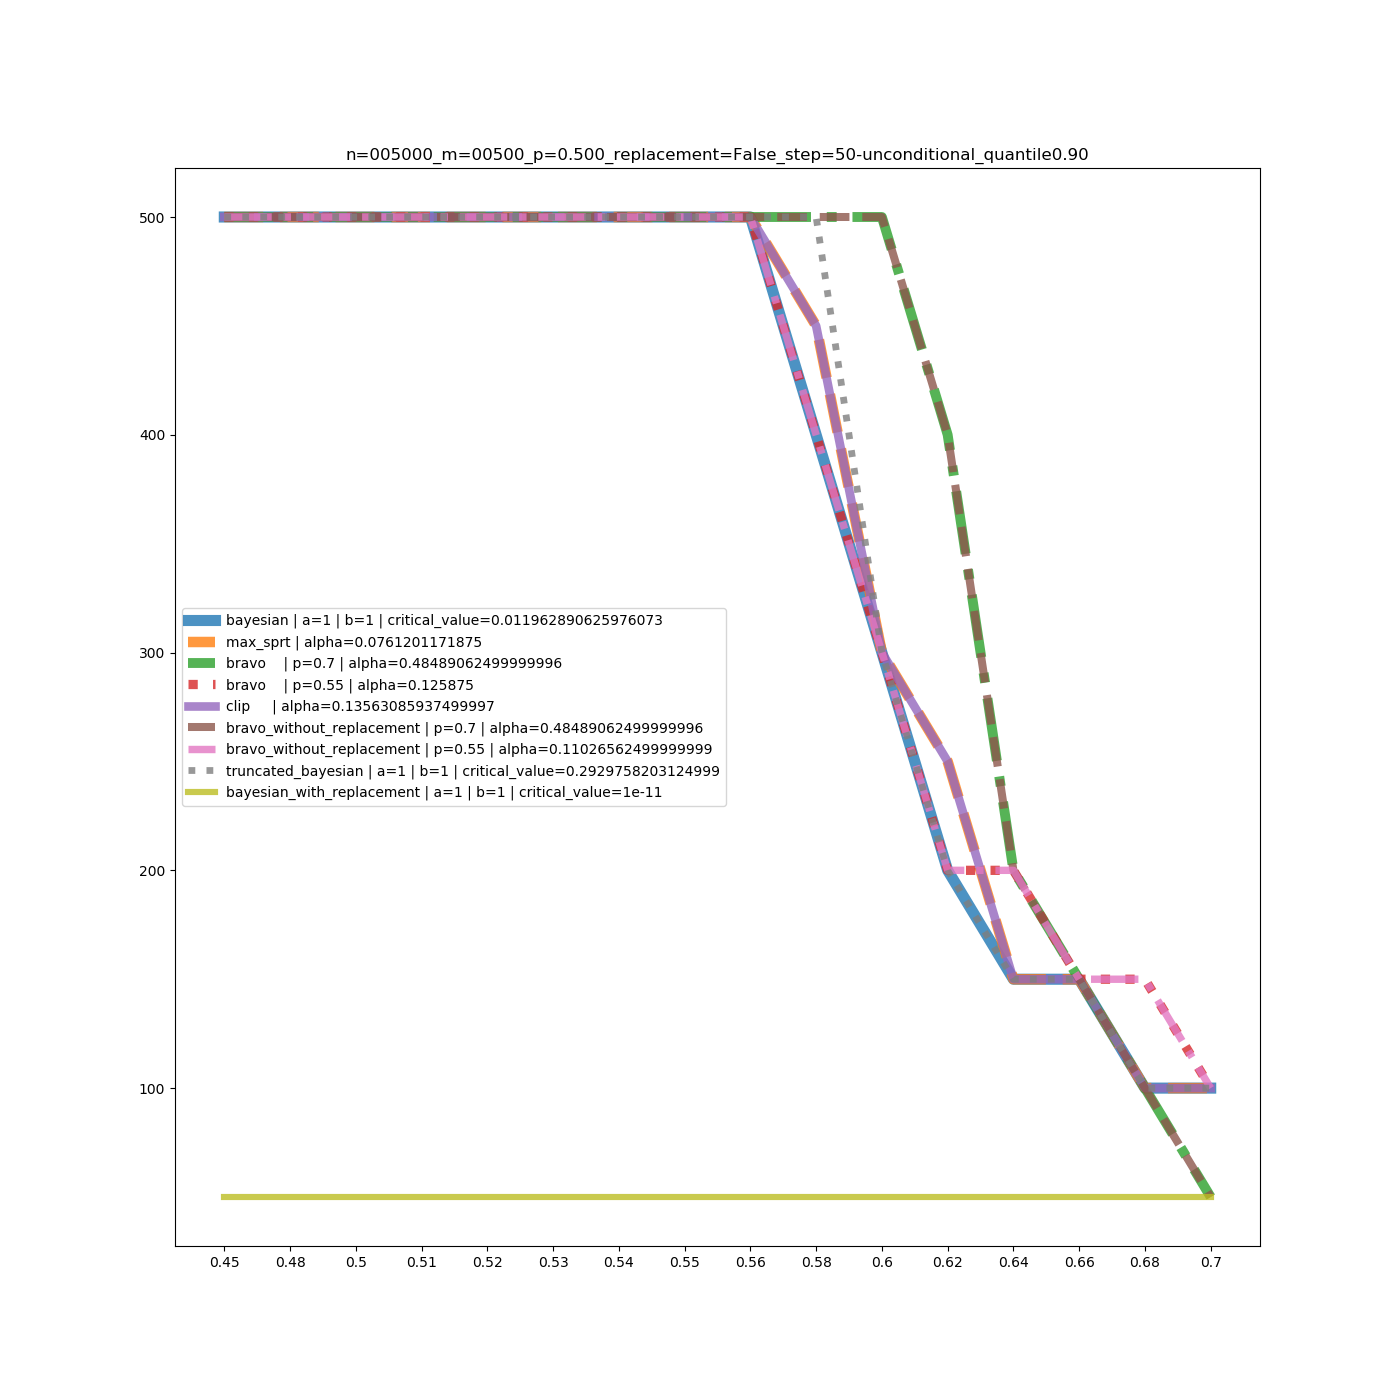 n=005000_m=00500_p=0.500_replacement=False_step=50-unconditional_quantile0.90
500
400
300
200
100
bayesian | a=1 | b=1 | critical_value=0.011962890625976073
max_sprt | alpha=0.0761201171875
bravo    | p=0.7 | alpha=0.48489062499999996
bravo    | p=0.55 | alpha=0.125875
clip     | alpha=0.13563085937499997
bravo_without_replacement | p=0.7 | alpha=0.48489062499999996
bravo_without_replacement | p=0.55 | alpha=0.11026562499999999
truncated_bayesian | a=1 | b=1 | critical_value=0.2929758203124999
bayesian_with_replacement | a=1 | b=1 | critical_value=1e-11
0.45 0.48 0.5 0.51 0.52 0.53 0.54 0.55 0.56 0.58 0.6 0.62 0.64 0.66 0.68 0.7